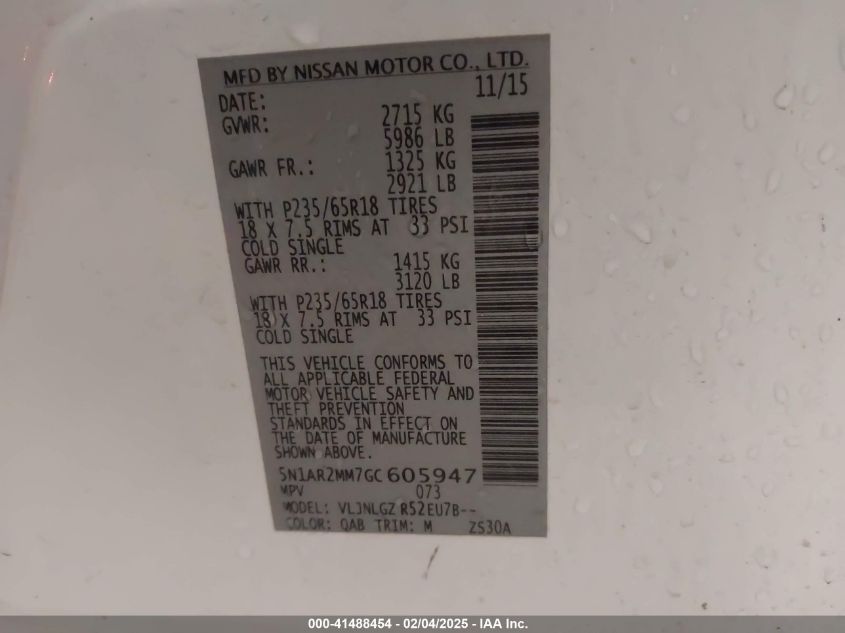 MFD BY NISSAN MOTOR CO., LTD.
DATE: 11/15
GVWR: 2715 KG
5986 LB
GAWR FR.: 1325 KG
2921 LB
WITH P235/65R18 TIRES
18 X 7.5 RIMS AT 33 PSI
COLD SINGLE
GAWR RR.: 1415 KG
3120 LB
WITH P235/65R18 TIRES
18 X 7.5 RIMS AT 33 PSI
COLD SINGLE
THIS VEHICLE CONFORMS TO
ALL APPLICABLE FEDERAL
MOTOR VEHICLE SAFETY AND
THEFT PREVENTION
STANDARDS IN EFFECT ON
THE DATE OF MANUFACTURE
SHOWN ABOVE.
5N1AR2MM7GC605947
MPV 073
MODEL: VLJNLGZ R52EU7B--
COLOR: QAB TRIM: M ZS30A
000-41488454 - 02/04/2025 - IAA Inc.